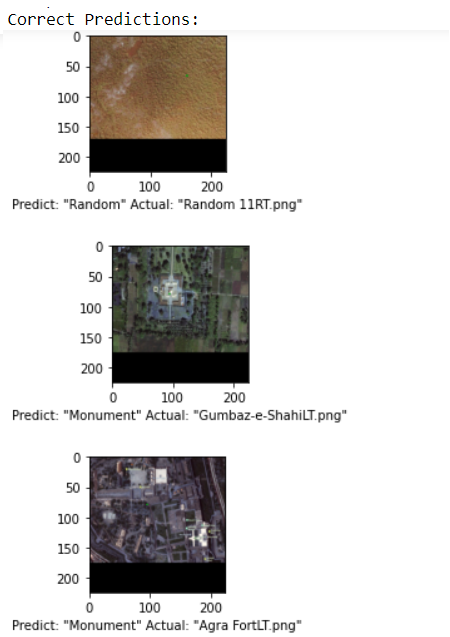 Correct Predictions:
0
50
100
150
200
0 100 200
Predict: "Random" Actual: "Random 11RT.png"
0
50
100
150
200
0 100 200
Predict: "Monument" Actual: "Gumbaz-e-ShahiLT.png"
0
50
100
150
200
0 100 200
Predict: "Monument" Actual: "Agra FortLT.png"